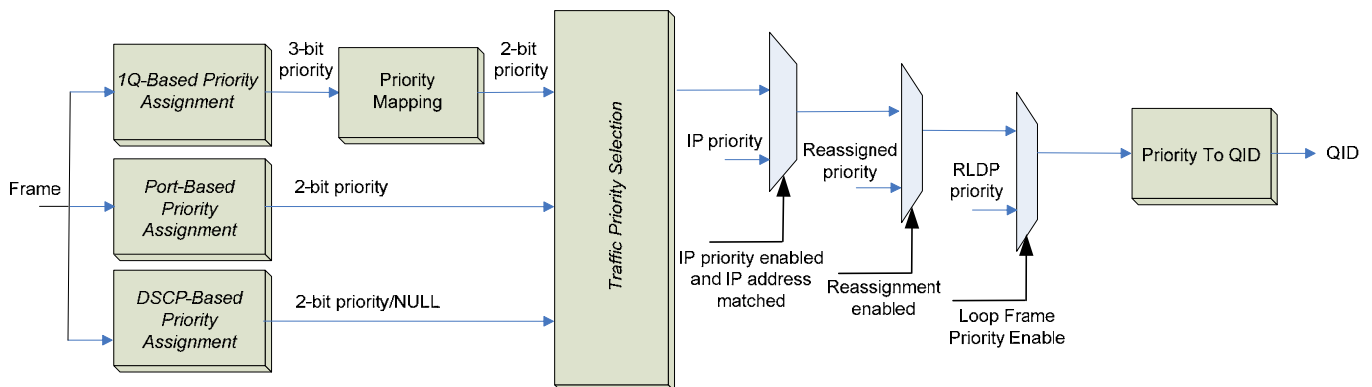 Frame
1Q-Based Priority
Assignment
3-bit
priority
Priority
Mapping
2-bit
priority
Port-Based
Priority
Assignment
2-bit priority
DSCP-Based
Priority
Assignment
2-bit priority/NULL
Traffic Priority Selection
IP priority
IP priority enabled
and IP address
matched
Reassigned
priority
Reassignment
enabled
RLDP
priority
Loop Frame
Priority Enable
Priority To QID
QID